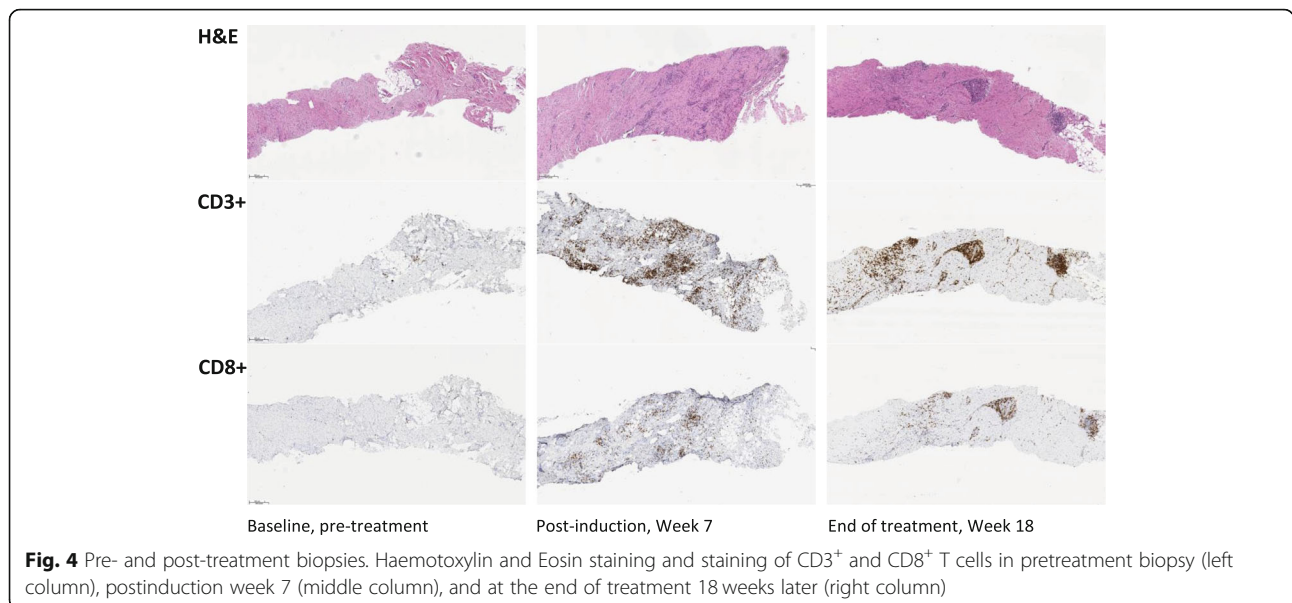 H&E
CD3+
CD8+
Baseline, pre-treatment
Post-induction, Week 7
End of treatment, Week 18
Fig. 4 Pre- and post-treatment biopsies. Haemotoxylin and Eosin staining and staining of CD3+ and CD8+ T cells in pretreatment biopsy (left
column), postinduction week 7 (middle column), and at the end of treatment 18 weeks later (right column)